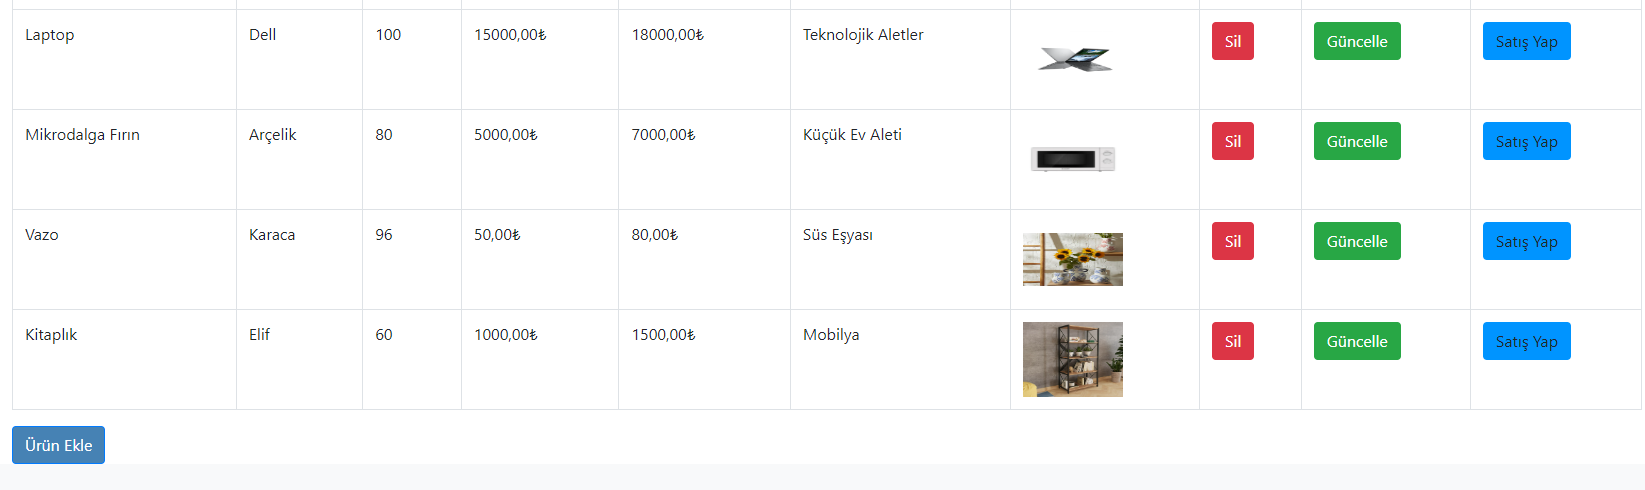 Laptop Dell 100 15000,00₺ 18000,00₺ Teknolojik Aletler Sil Güncelle Satış Yap
Mikrodalga Fırın Arçelik 80 5000,00₺ 7000,00₺ Küçük Ev Aleti Sil Güncelle Satış Yap
Vazo Karaca 96 50,00₺ 80,00₺ Süs Eşyası Sil Güncelle Satış Yap
Kitaplık Elif 60 1000,00₺ 1500,00₺ Mobilya Sil Güncelle Satış Yap
Ürün Ekle